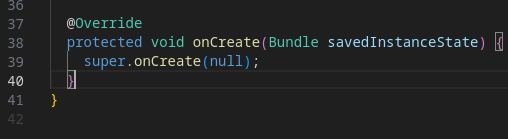 36
37 @Override
38 protected void onCreate(Bundle savedInstanceState) {
39 super.onCreate(null);
40 }
41 }
42